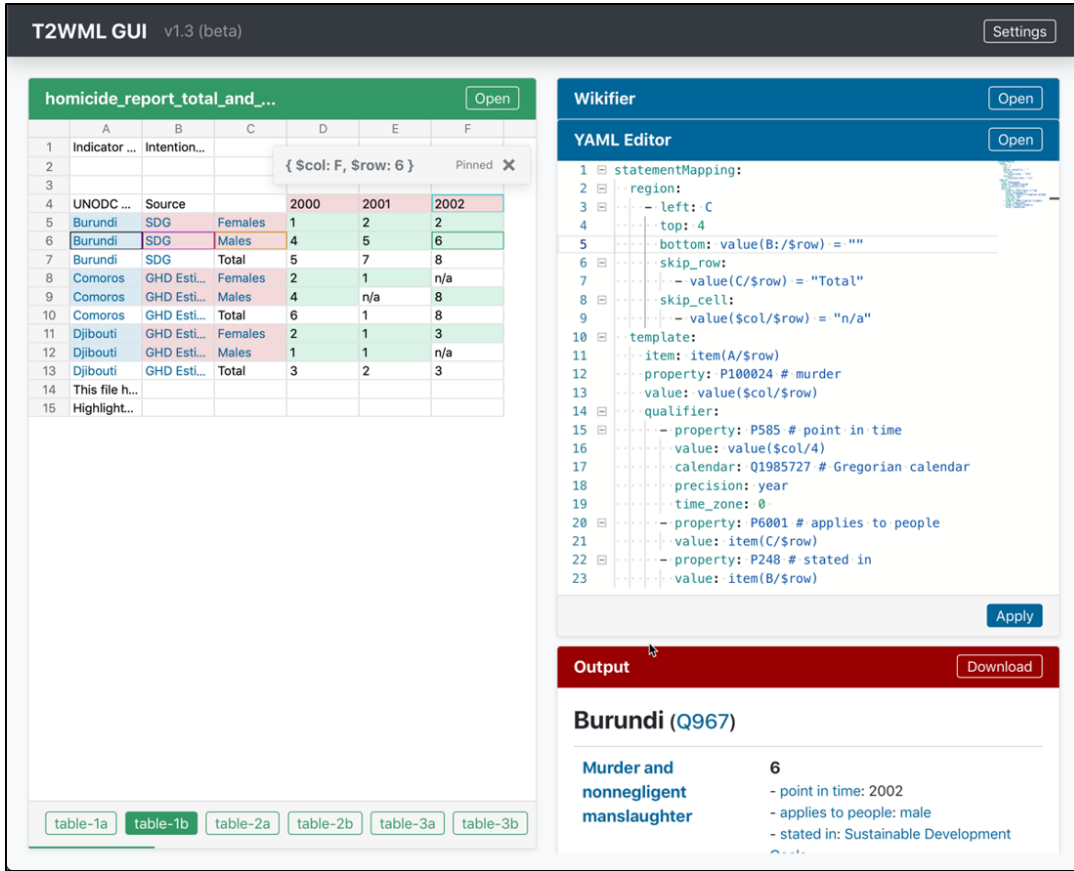 T2WML GUI v1.3 (beta) Settings
homicide_report_total_and_... Open
A B C D E F
1 Indicator ... Intention...
{ $col: F, $row: 6 } Pinned ✕
2
3
4 UNODC ... Source 2000 2001 2002
5 Burundi SDG Females 1 2 2
6 Burundi SDG Males 4 5 6
7 Burundi SDG Total 5 7 8
8 Comoros GHD Esti... Females 2 1 n/a
9 Comoros GHD Esti... Males 4 n/a 8
10 Comoros GHD Esti... Total 6 1 8
11 Djibouti GHD Esti... Females 2 1 3
12 Djibouti GHD Esti... Males 1 1 n/a
13 Djibouti GHD Esti... Total 3 2 3
14 This file h...
15 Highlight...
table-1a table-1b table-2a table-2b table-3a table-3b
Wikifier Open
YAML Editor Open
1 statementMapping:
2 region:
3 - left: C
4 top: 4
5 bottom: value(B:/$row) = ""
6 skip_row:
7 - value(C/$row) = "Total"
8 skip_cell:
9 - value($col/$row) = "n/a"
10 template:
11 item: item(A/$row)
12 property: P100024 # murder
13 value: value($col/$row)
14 qualifier:
15 - property: P585 # point in time
16 value: value($col/4)
17 calendar: Q1985727 # Gregorian calendar
18 precision: year
19 time_zone: 0
20 - property: P6001 # applies to people
21 value: item(C/$row)
22 - property: P248 # stated in
23 value: item(B/$row)
Apply
Output Download
Burundi (Q967)
Murder and nonnegligent manslaughter
6
- point in time: 2002
- applies to people: male
- stated in: Sustainable Development